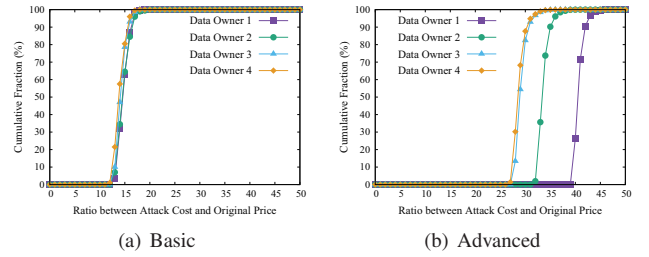 Cumulative Fraction (%)
100
90
80
70
60
50
40
30
20
10
0
Data Owner 1
Data Owner 2
Data Owner 3
Data Owner 4
0 5 10 15 20 25 30 35 40 45 50
Ratio between Attack Cost and Original Price
(a) Basic
Cumulative Fraction (%)
100
90
80
70
60
50
40
30
20
10
0
Data Owner 1
Data Owner 2
Data Owner 3
Data Owner 4
0 5 10 15 20 25 30 35 40 45 50
Ratio between Attack Cost and Original Price
(b) Advanced